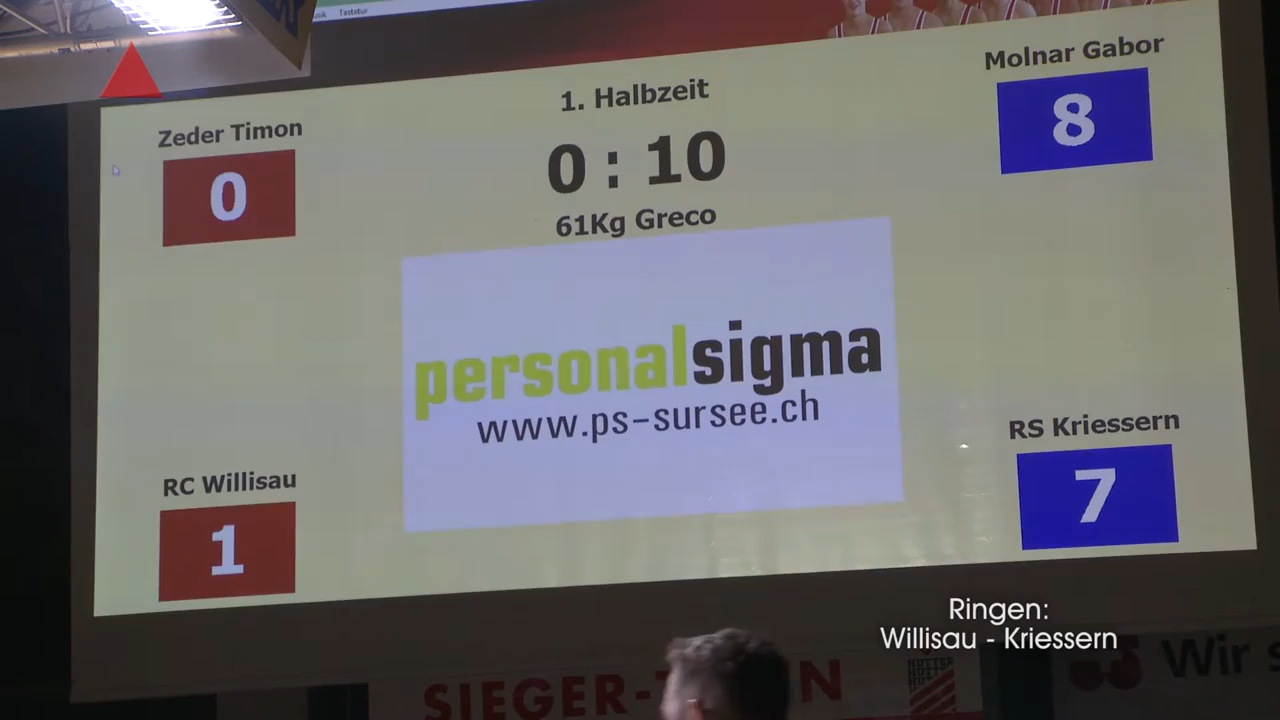 Tastatur
Molnar Gabor
8
1. Halbzeit
Zeder Timon
0
0 : 10
61Kg Greco
personalsigma
www.ps-sursee.ch
RS Kriessern
7
RC Willisau
1
Ringen:
Willisau - Kriessern
Wir
SIEGER-
N